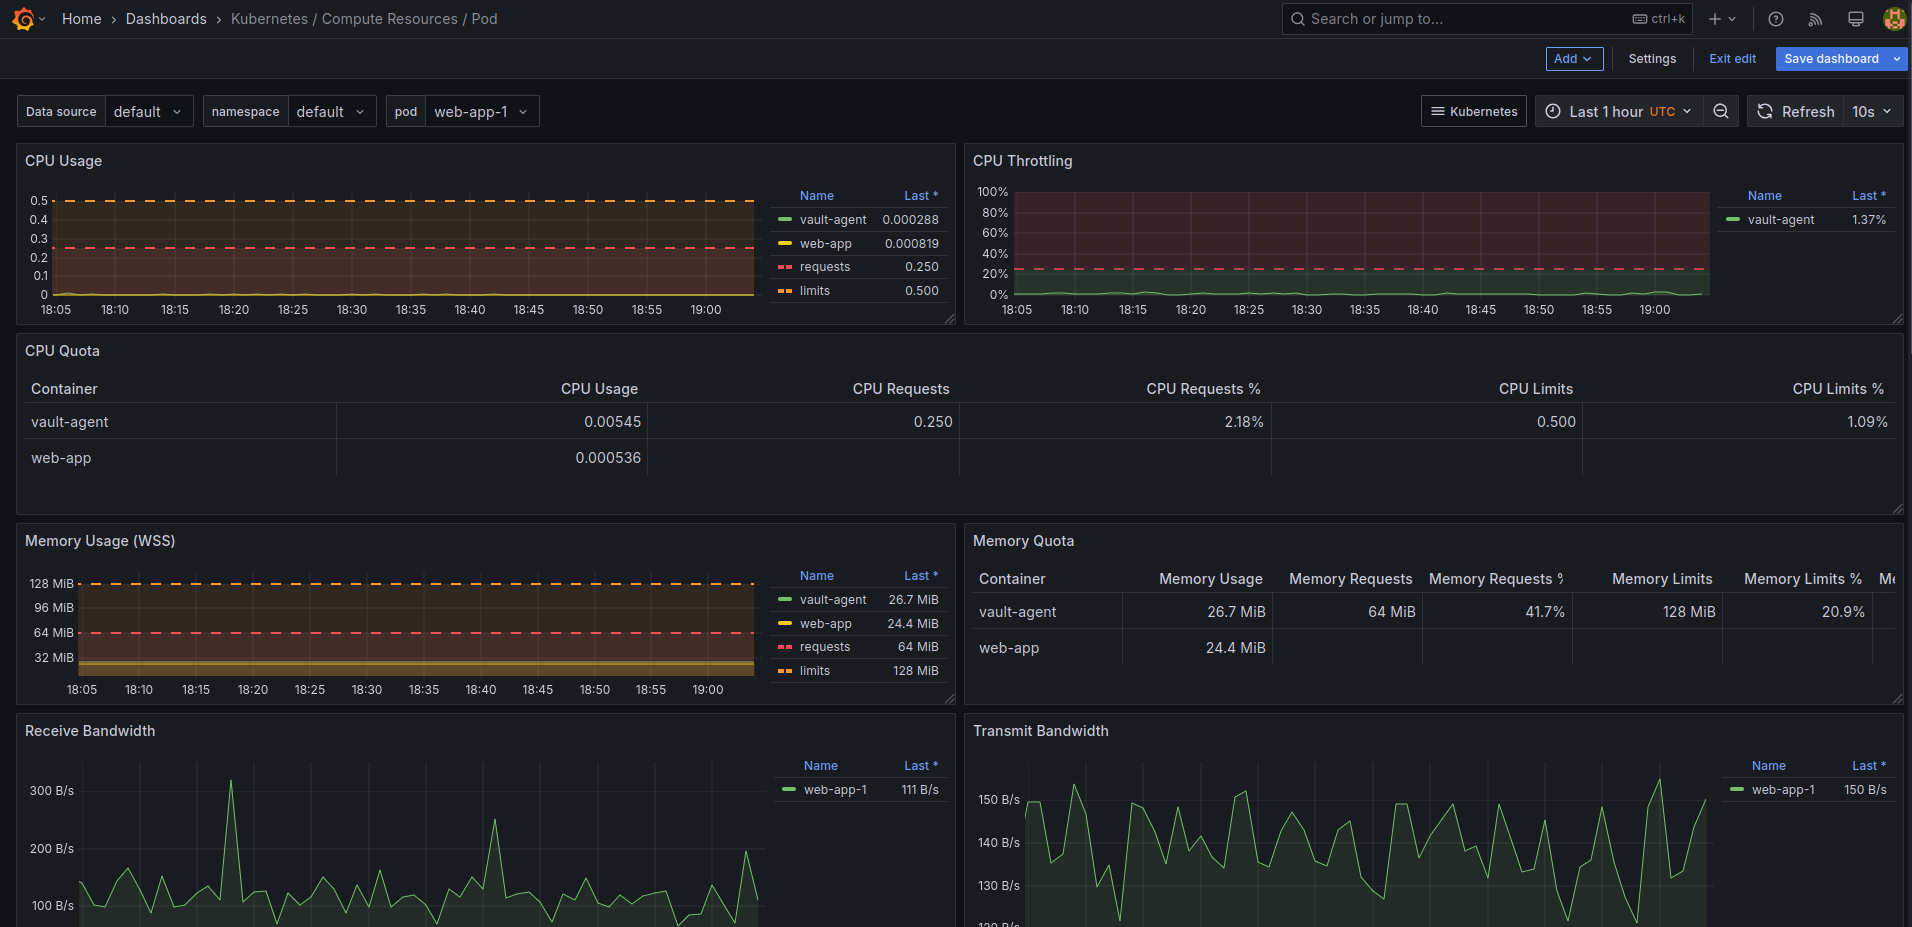 Home › Dashboards › Kubernetes / Compute Resources / Pod
Search or jump to... ctrl+k
Add Settings Exit edit Save dashboard
Data source default namespace default pod web-app-1 Kubernetes Last 1 hour UTC Refresh 10s
CPU Usage
Name Last *
0.5
0.4
0.3
0.2
0.1
0
vault-agent 0.000288
web-app 0.000819
requests 0.250
limits 0.500
18:05 18:10 18:15 18:20 18:25 18:30 18:35 18:40 18:45 18:50 18:55 19:00
CPU Throttling
Name Last *
100%
80%
60%
40%
20%
0%
vault-agent 1.37%
18:05 18:10 18:15 18:20 18:25 18:30 18:35 18:40 18:45 18:50 18:55 19:00
CPU Quota
Container CPU Usage CPU Requests CPU Requests % CPU Limits CPU Limits %
vault-agent 0.00545 0.250 2.18% 0.500 1.09%
web-app 0.000536
Memory Usage (WSS)
Name Last *
128 MiB
96 MiB
64 MiB
32 MiB
vault-agent 26.7 MiB
web-app 24.4 MiB
requests 64 MiB
limits 128 MiB
18:05 18:10 18:15 18:20 18:25 18:30 18:35 18:40 18:45 18:50 18:55 19:00
Memory Quota
Container Memory Usage Memory Requests Memory Requests % Memory Limits Memory Limits %
vault-agent 26.7 MiB 64 MiB 41.7% 128 MiB 20.9%
web-app 24.4 MiB
Receive Bandwidth
Name Last *
300 B/s
200 B/s
100 B/s
web-app-1 111 B/s
Transmit Bandwidth
Name Last *
150 B/s
140 B/s
130 B/s
web-app-1 150 B/s